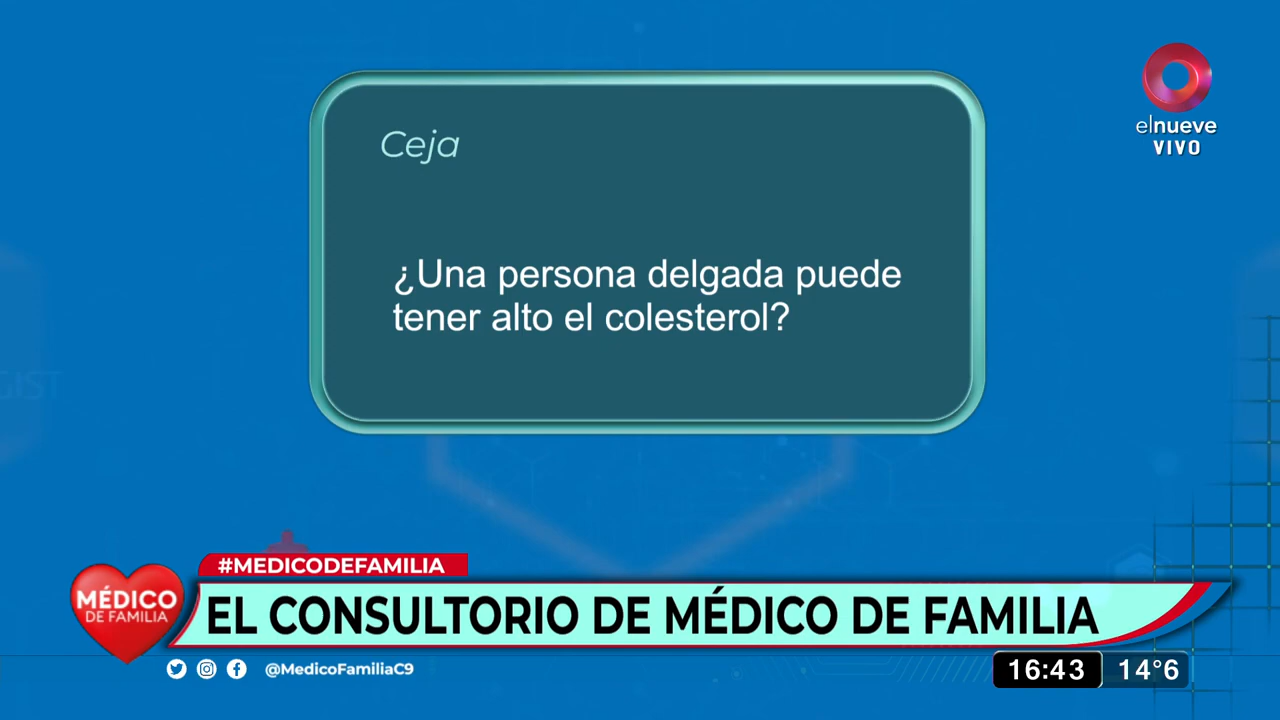 Ceja
¿Una persona delgada puede
tener alto el colesterol?
elnueve
VIVO
#MEDICODEFAMILIA
MÉDICO
DE FAMILIA
EL CONSULTORIO DE MÉDICO DE FAMILIA
@MedicoFamiliaC9
16:43
14°6